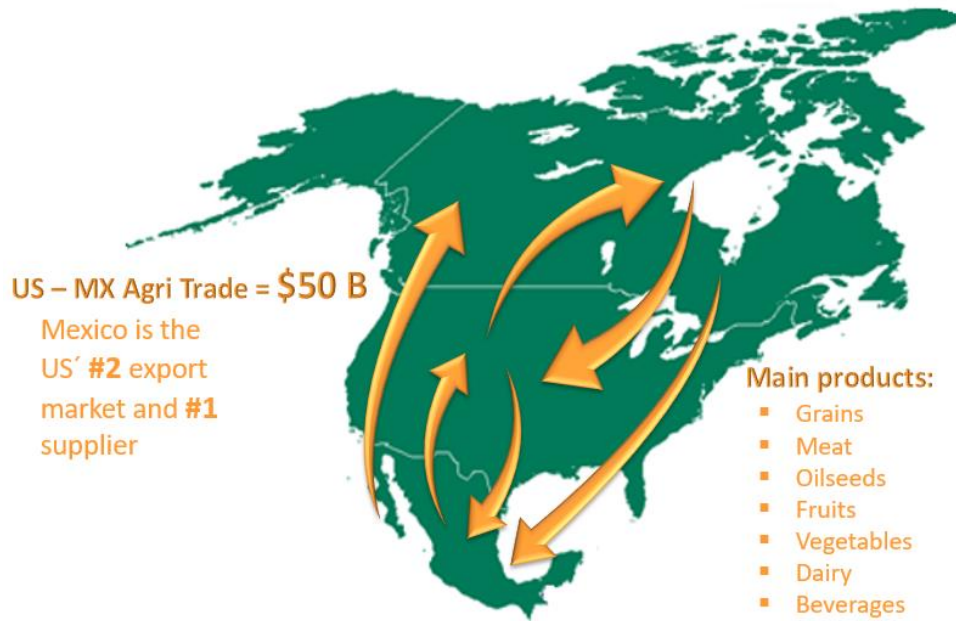 US – MX Agri Trade = $50 B
Mexico is the
US´ #2 export
market and #1
supplier
Main products:
▪ Grains
▪ Meat
▪ Oilseeds
▪ Fruits
▪ Vegetables
▪ Dairy
▪ Beverages